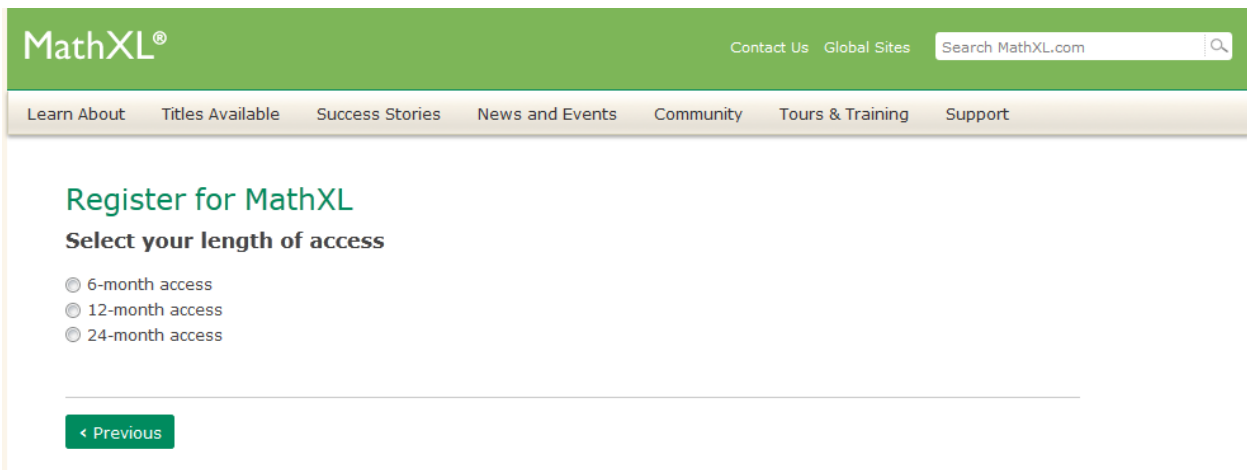 MathXL®
Contact Us Global Sites Search MathXL.com
Learn About Titles Available Success Stories News and Events Community Tours & Training Support
Register for MathXL
Select your length of access
6-month access
12-month access
24-month access
‹ Previous